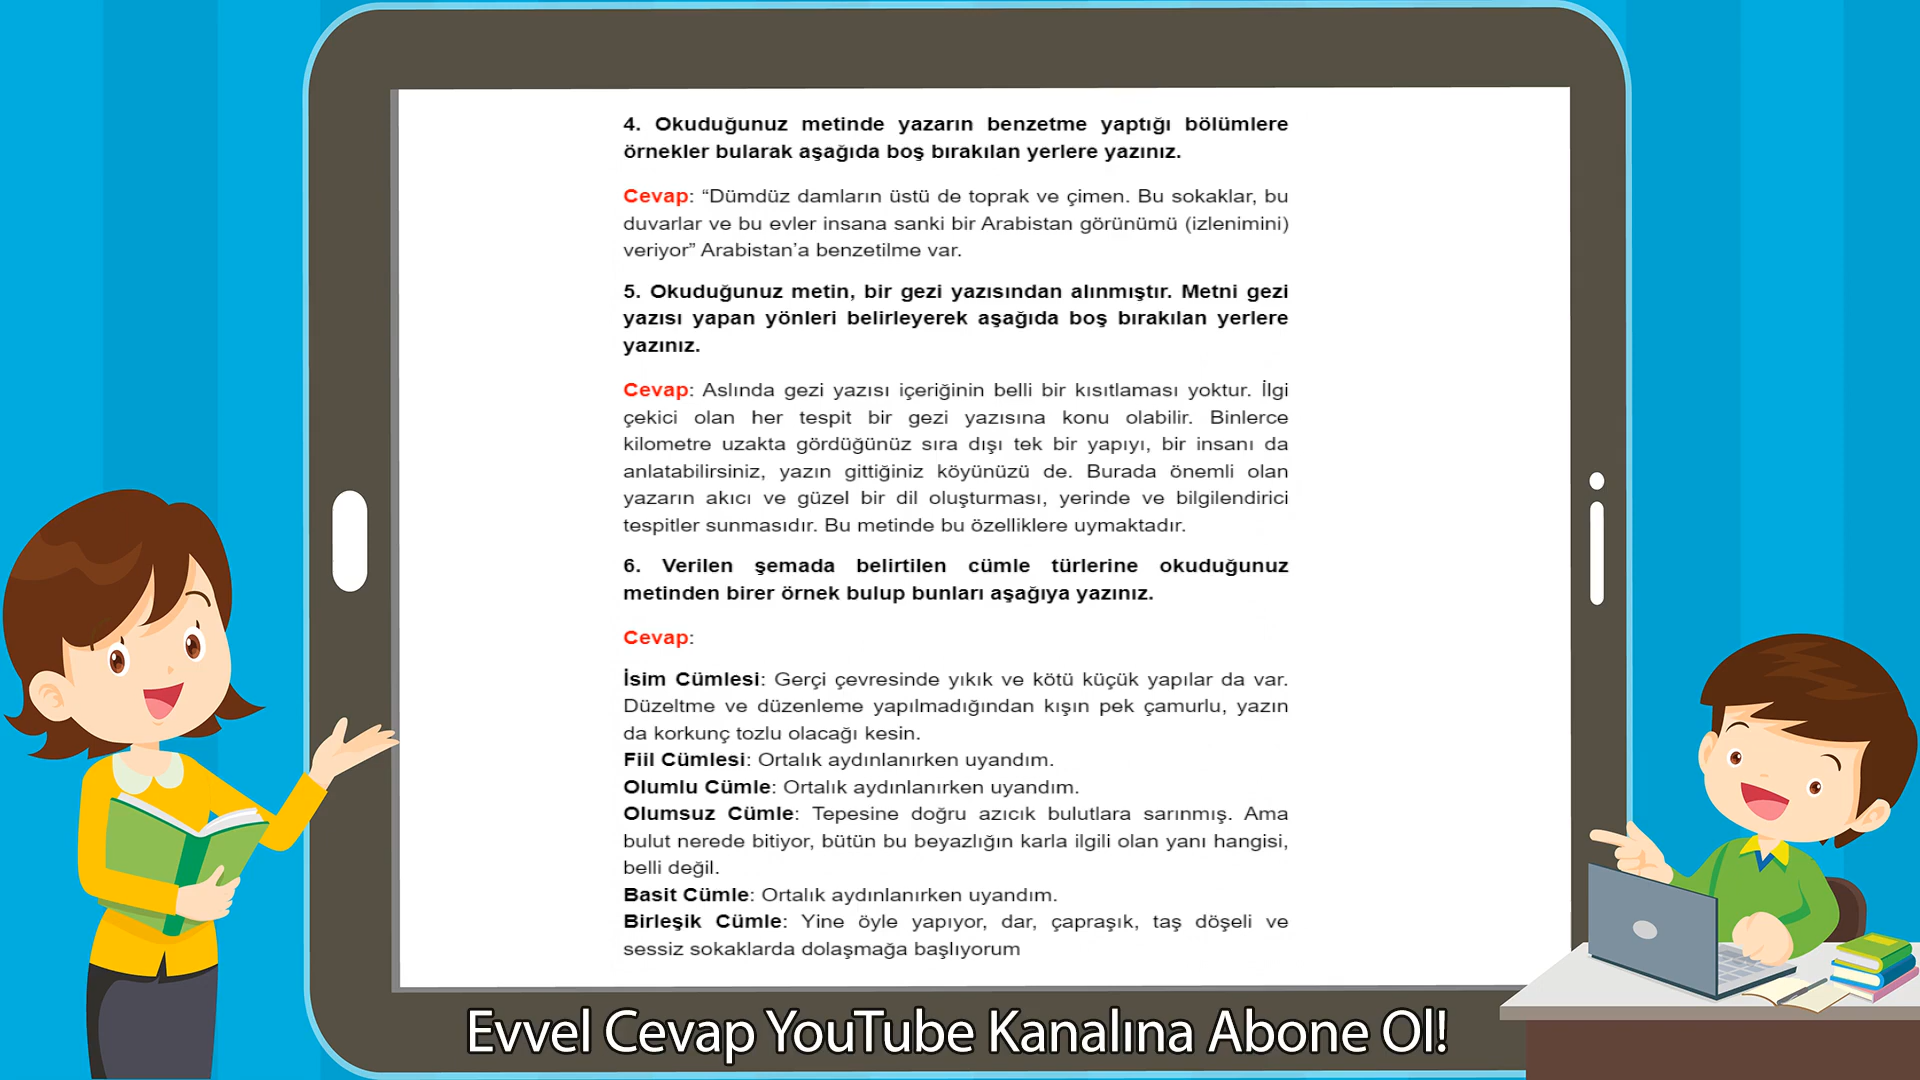 4. Okuduğunuz metinde yazarın benzetme yaptığı bölümlere
örnekler bularak aşağıda boş bırakılan yerlere yazınız.
Cevap: “Dümdüz damların üstü de toprak ve çimen. Bu sokaklar, bu
duvarlar ve bu evler insana sanki bir Arabistan görünümü (izlenimini)
veriyor” Arabistan’a benzetilme var.
5. Okuduğunuz metin, bir gezi yazısından alınmıştır. Metni gezi
yazısı yapan yönleri belirleyerek aşağıda boş bırakılan yerlere
yazınız.
Cevap: Aslında gezi yazısı içeriğinin belli bir kısıtlaması yoktur. İlgi
çekici olan her tespit bir gezi yazısına konu olabilir. Binlerce
kilometre uzakta gördüğünüz sıra dışı tek bir yapıyı, bir insanı da
anlatabilirsiniz, yazın gittiğiniz köyünüzü de. Burada önemli olan
yazarın akıcı ve güzel bir dil oluşturması, yerinde ve bilgilendirici
tespitler sunmasıdır. Bu metinde bu özelliklere uymaktadır.
6. Verilen şemada belirtilen cümle türlerine okuduğunuz
metinden birer örnek bulup bunları aşağıya yazınız.
Cevap:
İsim Cümlesi: Gerçi çevresinde yıkık ve kötü küçük yapılar da var.
Düzeltme ve düzenleme yapılmadığından kışın pek çamurlu, yazın
da korkunç tozlu olacağı kesin.
Fiil Cümlesi: Ortalık aydınlanırken uyandım.
Olumlu Cümle: Ortalık aydınlanırken uyandım.
Olumsuz Cümle: Tepesine doğru azıcık bulutlara sarınmış. Ama
bulut nerede bitiyor, bütün bu beyazlığın karla ilgili olan yanı hangisi,
belli değil.
Basit Cümle: Ortalık aydınlanırken uyandım.
Birleşik Cümle: Yine öyle yapıyor, dar, çapraşık, taş döşeli ve
sessiz sokaklarda dolaşmağa başlıyorum
Evvel Cevap YouTube Kanalına Abone Ol!